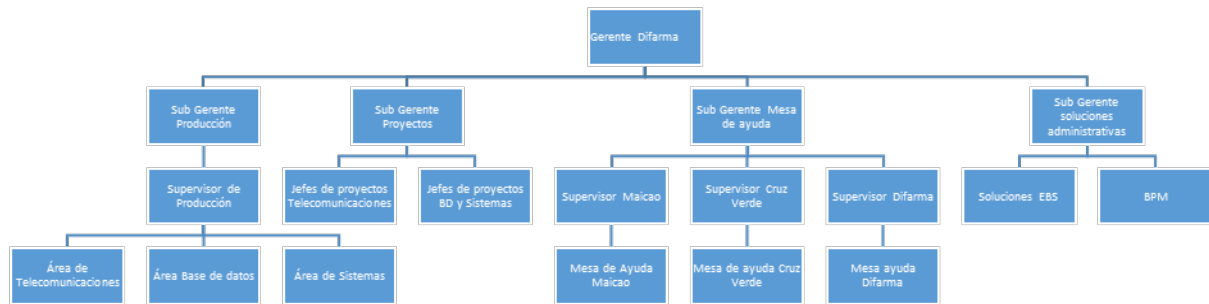 Gerente Difarma
Sub Gerente
Producción
Sub Gerente
Proyectos
Sub Gerente Mesa
de ayuda
Sub Gerente
soluciones
administrativas
Supervisor de
Producción
Jefes de proyectos
Telecomunicaciones
Jefes de proyectos
BD y Sistemas
Supervisor Maicao
Supervisor Cruz
Verde
Supervisor Difarma
Soluciones EBS
BPM
Área de
Telecomunicaciones
Área Base de datos
Área de Sistemas
Mesa de Ayuda
Maicao
Mesa de ayuda Cruz
Verde
Mesa ayuda
Difarma